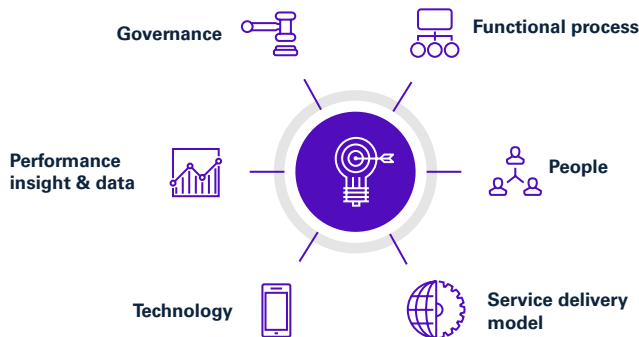 Governance
Functional process
Performance
insight & data
People
Technology
Service delivery
model